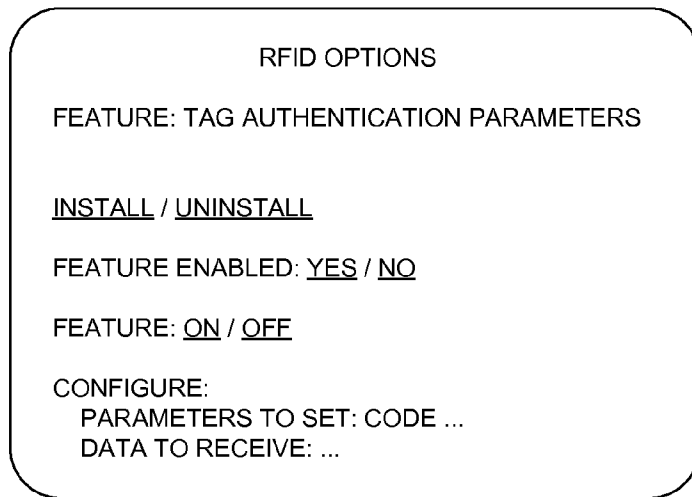 RFID OPTIONS
FEATURE: TAG AUTHENTICATION PARAMETERS
INSTALL / UNINSTALL
FEATURE ENABLED: YES / NO
FEATURE: ON / OFF
CONFIGURE:
PARAMETERS TO SET: CODE ...
DATA TO RECEIVE: ...